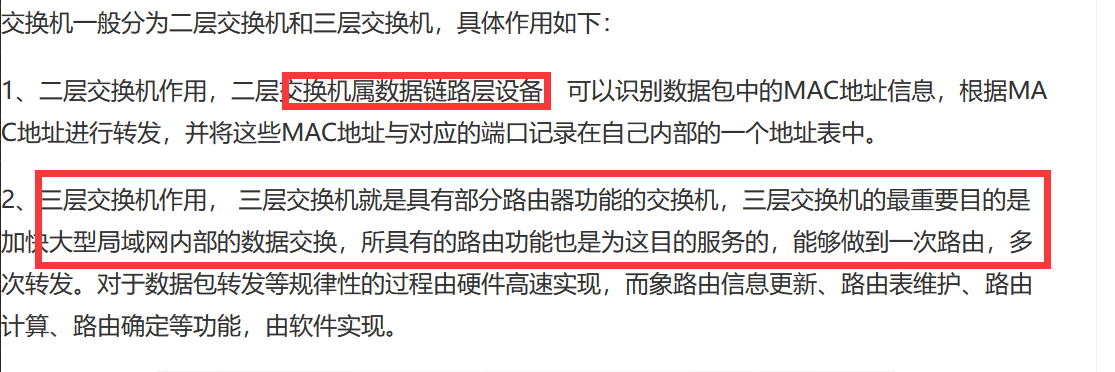 交换机一般分为二层交换机和三层交换机，具体作用如下：
1、二层交换机作用，二层交换机属数据链路层设备，可以识别数据包中的MAC地址信息，根据MA
C地址进行转发，并将这些MAC地址与对应的端口记录在自己内部的一个地址表中。
2、三层交换机作用， 三层交换机就是具有部分路由器功能的交换机，三层交换机的最重要目的是
加快大型局域网内部的数据交换，所具有的路由功能也是为这目的服务的，能够做到一次路由，多
次转发。对于数据包转发等规律性的过程由硬件高速实现，而象路由信息更新、路由表维护、路由
计算、路由确定等功能，由软件实现。